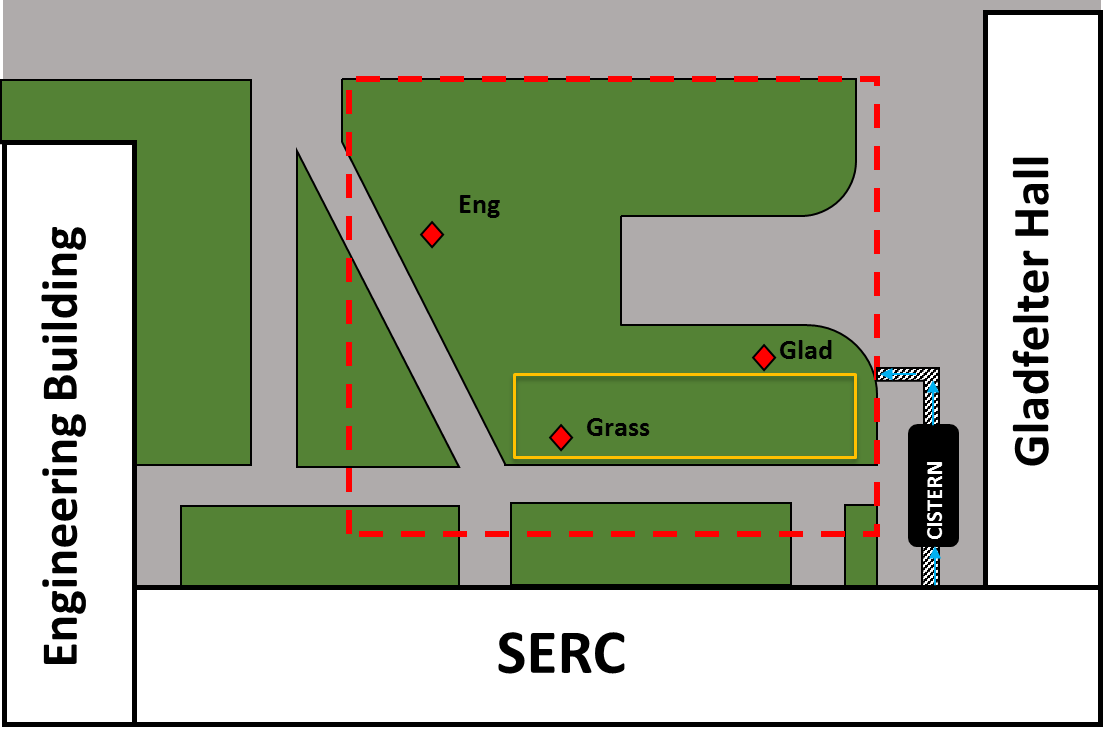 Engineering Building
Eng
Glad
Grass
CISTERN
Gladfelter Hall
SERC